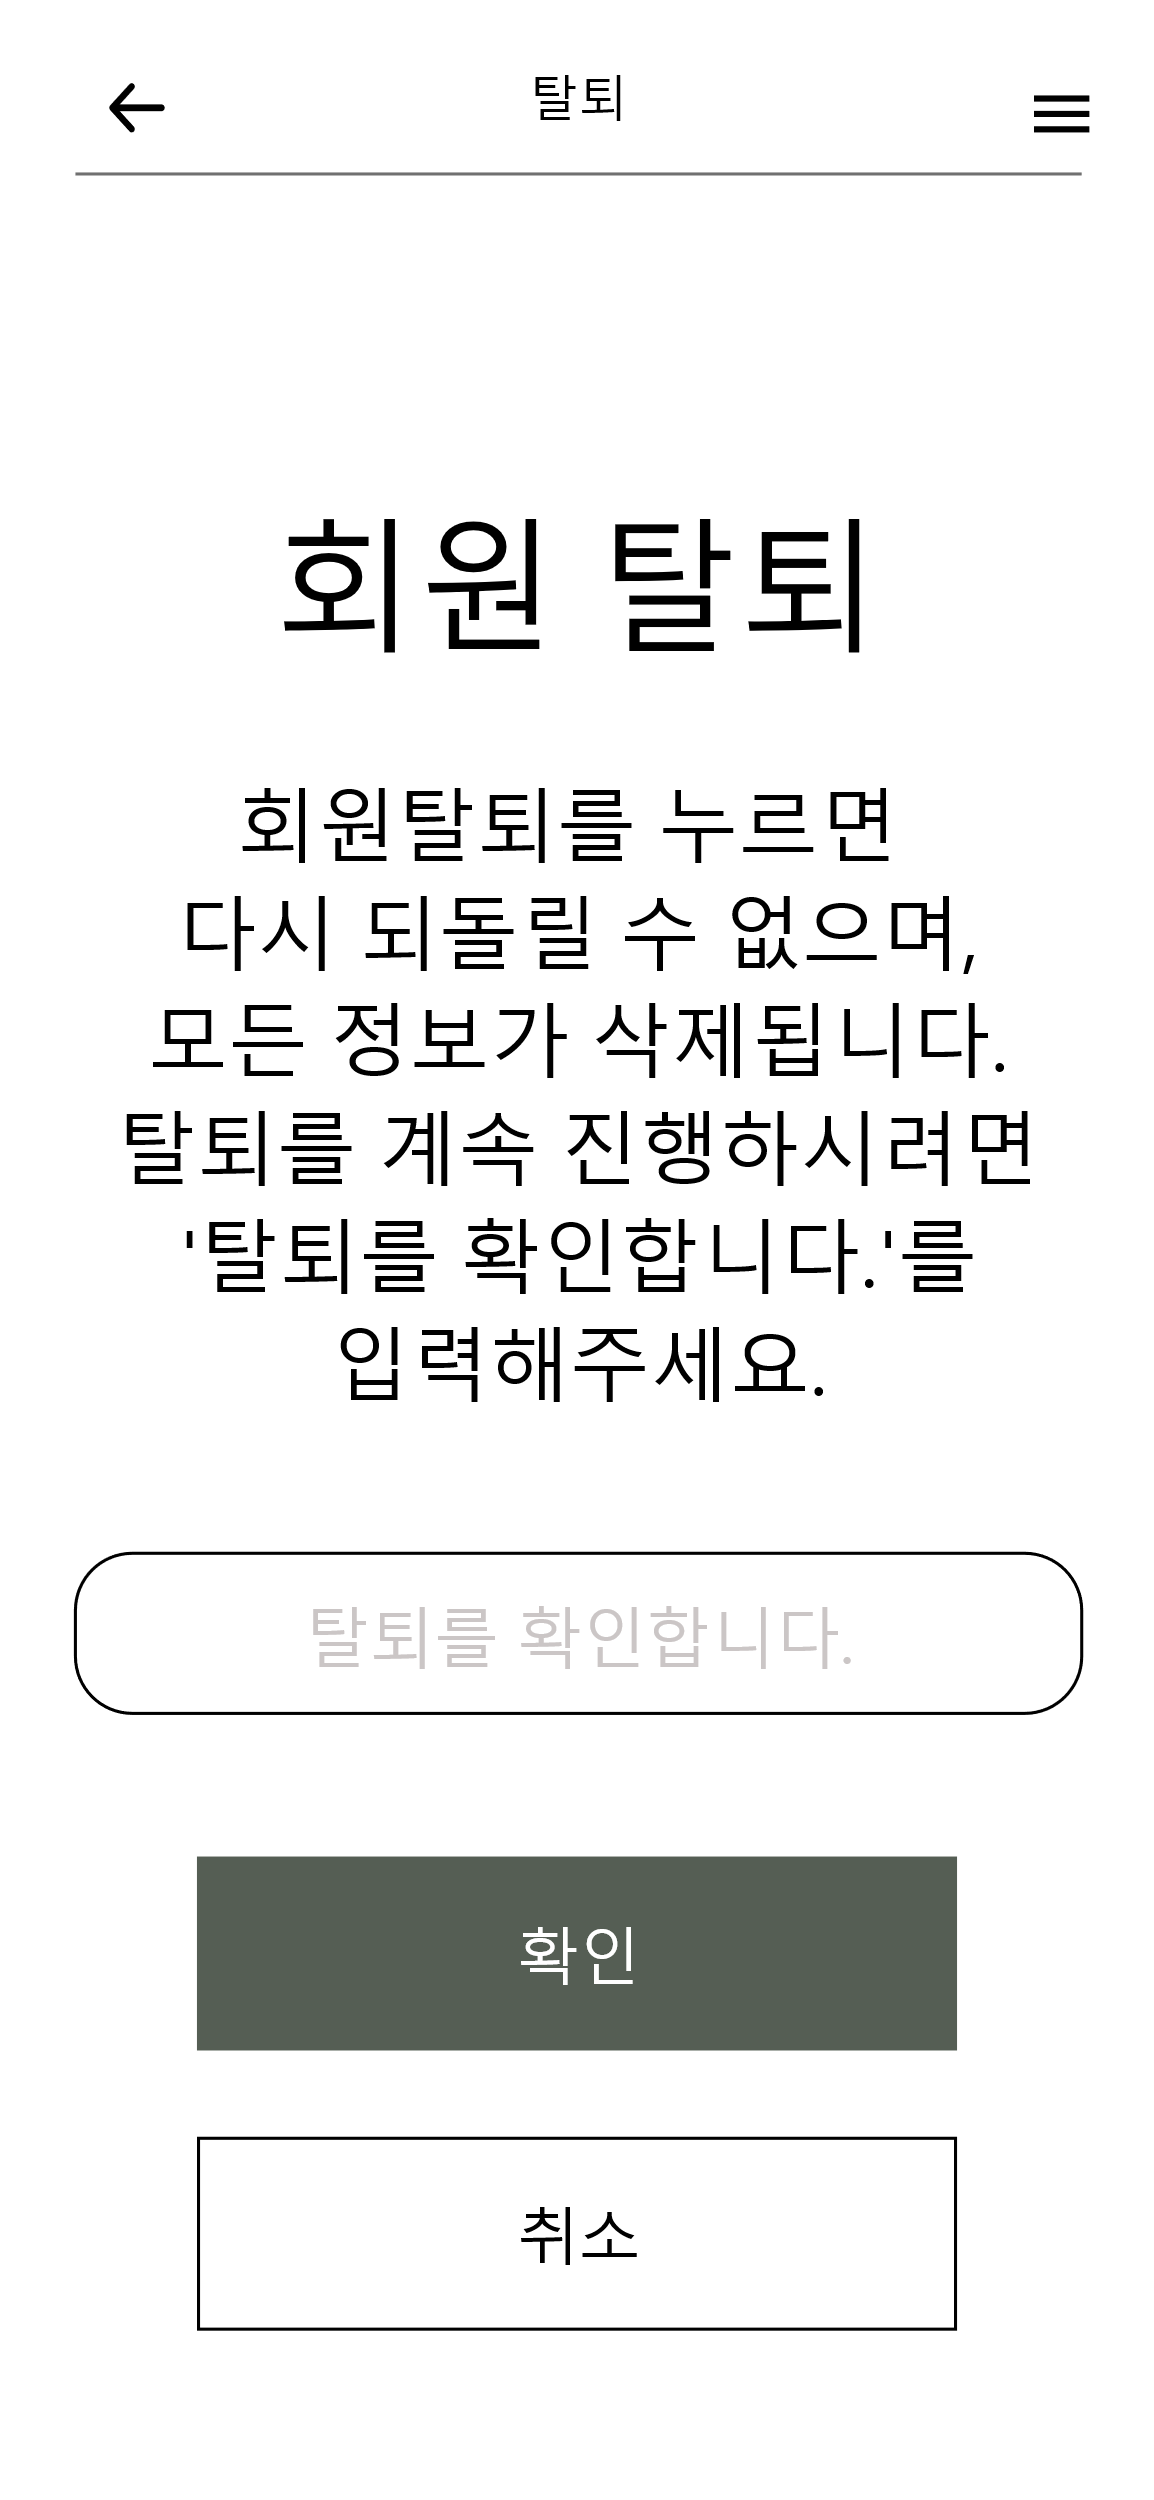 탈퇴
회원 탈퇴
회원탈퇴를 누르면
다시 되돌릴 수 없으며,
모든 정보가 삭제됩니다.
탈퇴를 계속 진행하시려면
'탈퇴를 확인합니다.'를
입력해주세요.
탈퇴를 확인합니다.
확인
취소